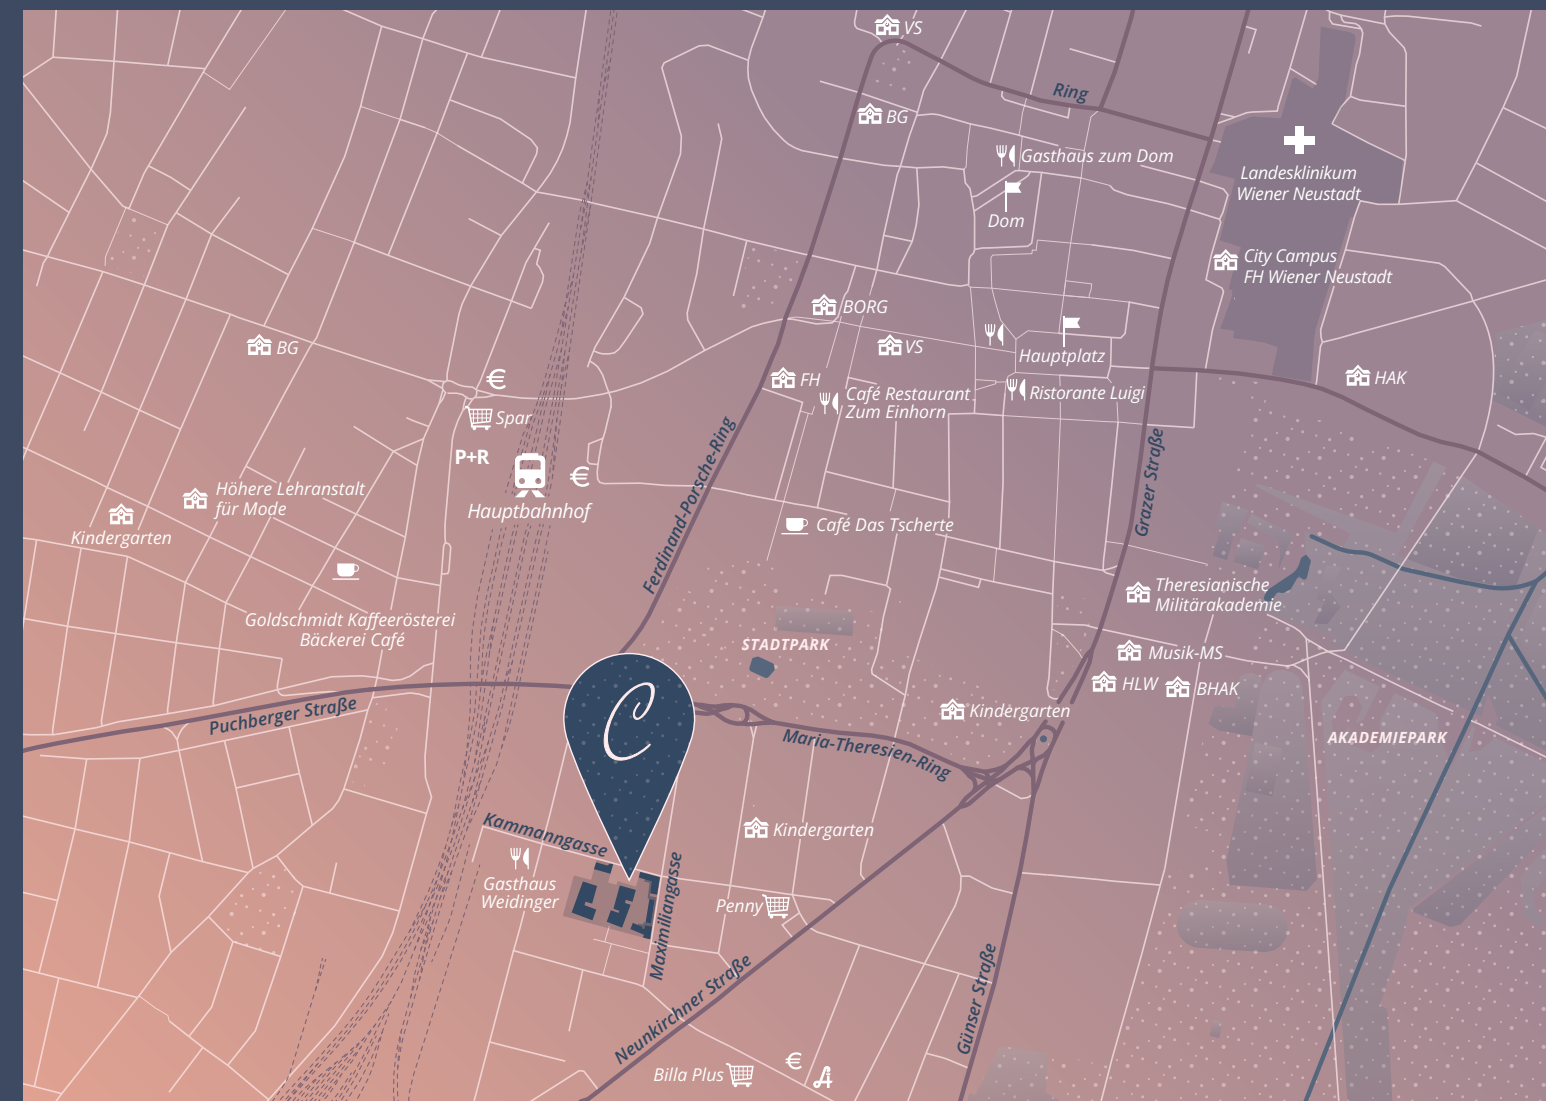 VS
Ring
BG
Gasthaus zum Dom
Landesklinikum
Wiener Neustadt
Dom
City Campus
FH Wiener Neustadt
BORG
BG
VS
Hauptplatz
€
FH
HAK
Café Restaurant
Zum Einhorn
Ristorante Luigi
Spar
P+R
€
Ferdinand-Porsche-Ring
Grazer Straße
Höhere Lehranstalt
für Mode
Hauptbahnhof
Kindergarten
Café Das Tscherte
Goldschmidt Kaffeerösterei
Bäckerei Café
Theresianische
Militärakademie
STADTPARK
Musik-MS
HLW
BHAK
Puchberger Straße
C
Kindergarten
Maria-Theresien-Ring
AKADEMIEPARK
Kammanngasse
Kindergarten
Gasthaus
Weidinger
Maximiliangasse
Penny
Neunkirchner Straße
Günser Straße
Billa Plus
€